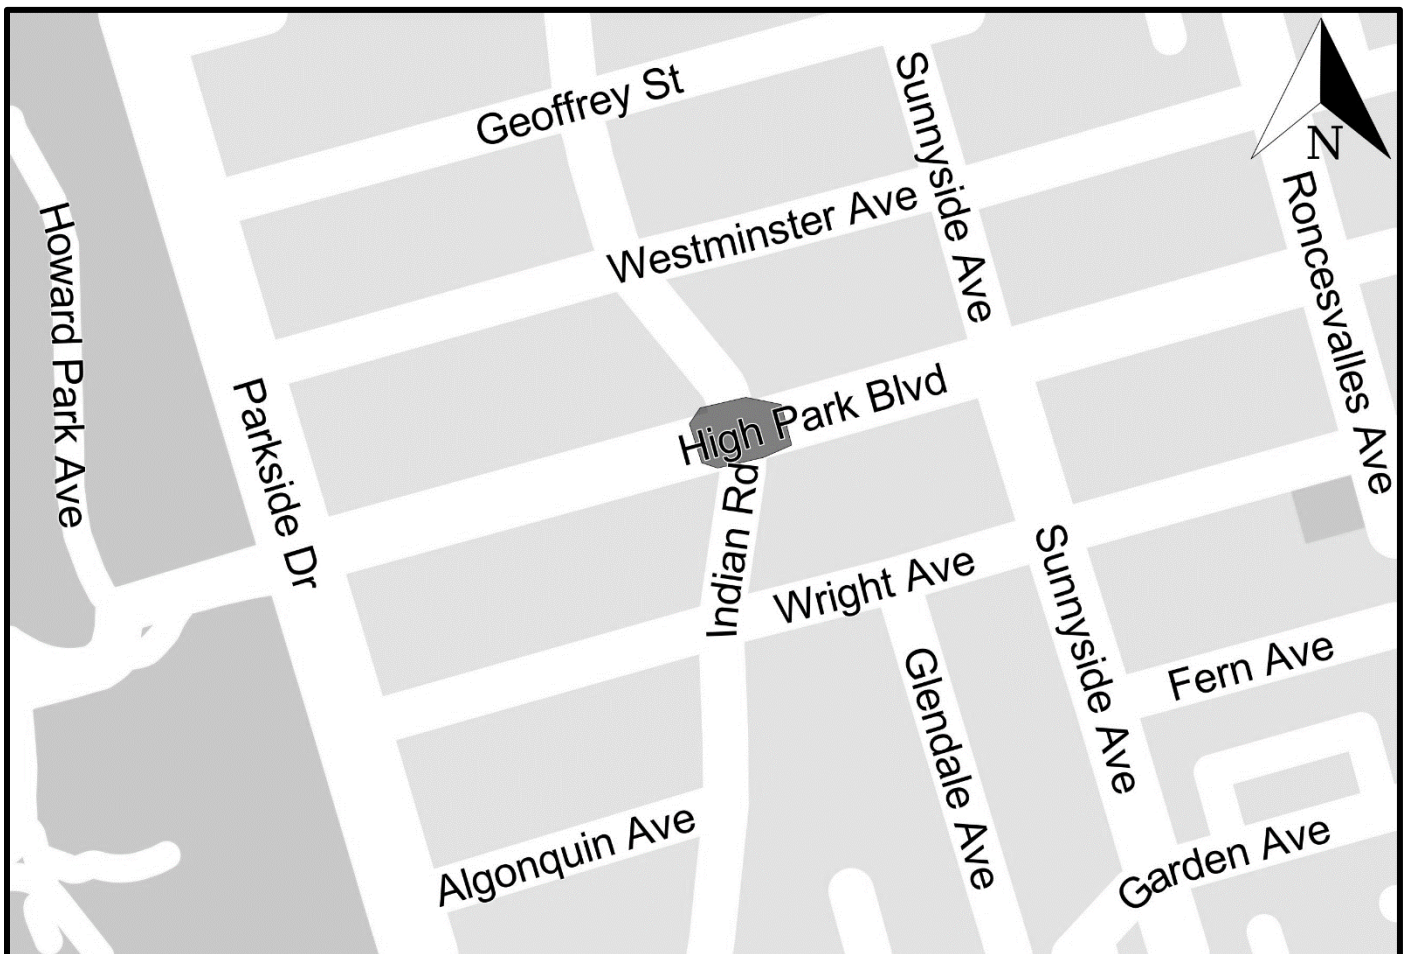 Geoffrey St
Sunnyside Ave
N
Westminster Ave
Roncesvalles Ave
Howard Park Ave
Parkside Dr
High Park Blvd
Indian Rd
Wright Ave
Sunnyside Ave
Glendale Ave
Fern Ave
Algonquin Ave
Garden Ave